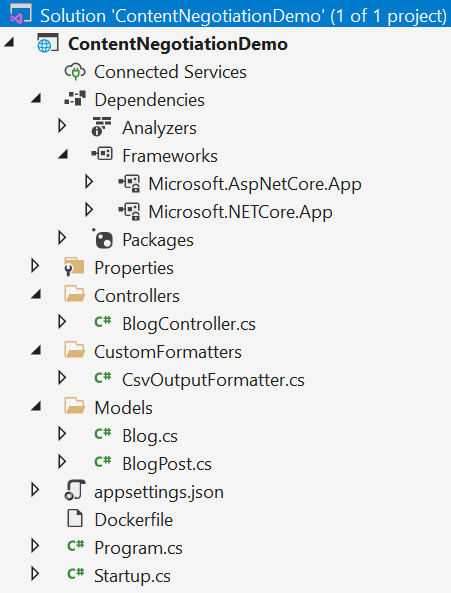 Solution 'ContentNegotiationDemo' (1 of 1 project)
ContentNegotiationDemo
Connected Services
Dependencies
Analyzers
Frameworks
Microsoft.AspNetCore.App
Microsoft.NETCore.App
Packages
Properties
Controllers
C# BlogController.cs
CustomFormatters
C# CsvOutputFormatter.cs
Models
C# Blog.cs
C# BlogPost.cs
appsettings.json
Dockerfile
C# Program.cs
C# Startup.cs